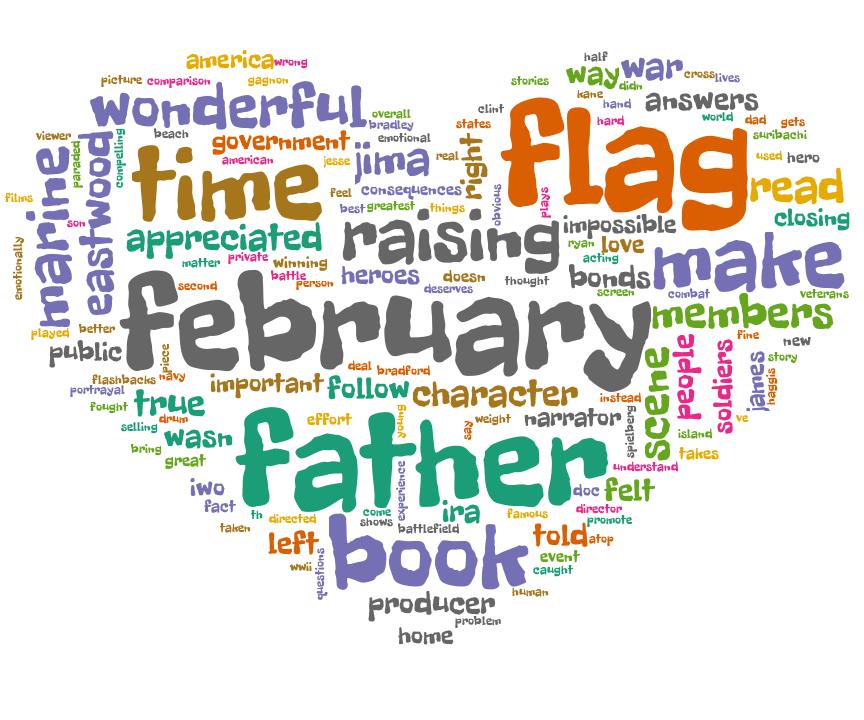 america
wrong
half
picture
comparison
gagnon
stories
way
war
didn
cross
lives
wonderful
overall
bradley
clint
kane
hand
answers
states
hard
world
dad
gets
viewer
paraded
eastwood
compelling
beach
government
emotional
flag
suribachi
marine
time
american
jesse
jima
real
right
used
hero
films
son
feel
consequences
obvious
plays
read
best
greatest
things
closing
emotionally
appreciated
raising
impossible
ryan
love
matter
private
winning
acting
make
battle
person
heroes
doesn
thought
bonds
screen
combat
veterans
second
deserves
february
members
played
better
public
piece
fine
new
flashbacks
navy
deal
bradford
scene
people
soldiers
james
story
haggis
portrayal
important
follow
character
instead
fought
true
drum
effort
young
say
weight
narrator
spielberg
ve
selling
wasn
father
island
bring
great
experience
understand
takes
iwo
doc
felt
fact
th
directed
come
shows
ira
famous
director
promote
taken
battlefield
left
book
told
atop
event
wwii
questions
caught
human
producer
problem
home